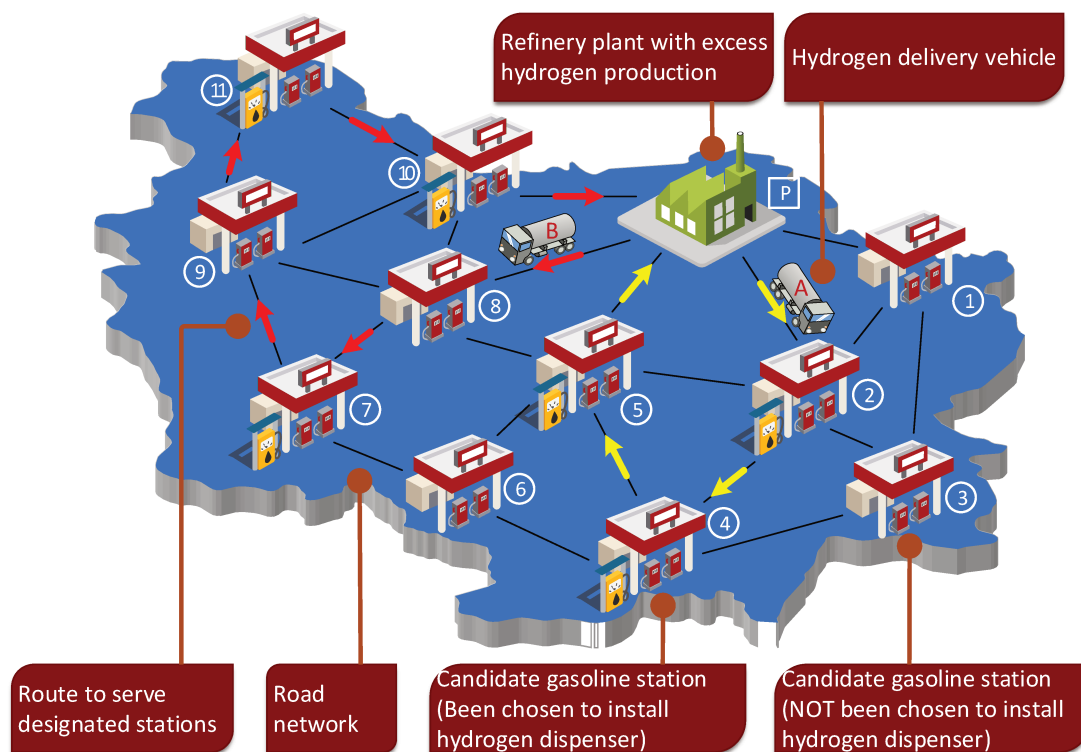 Refinery plant with excess
hydrogen production
Hydrogen delivery vehicle
11
10
P
B
9
8
A
1
7
5
2
6
4
3
Route to serve
designated stations
Road
network
Candidate gasoline station
(Been chosen to install
hydrogen dispenser)
Candidate gasoline station
(NOT been chosen to install
hydrogen dispenser)